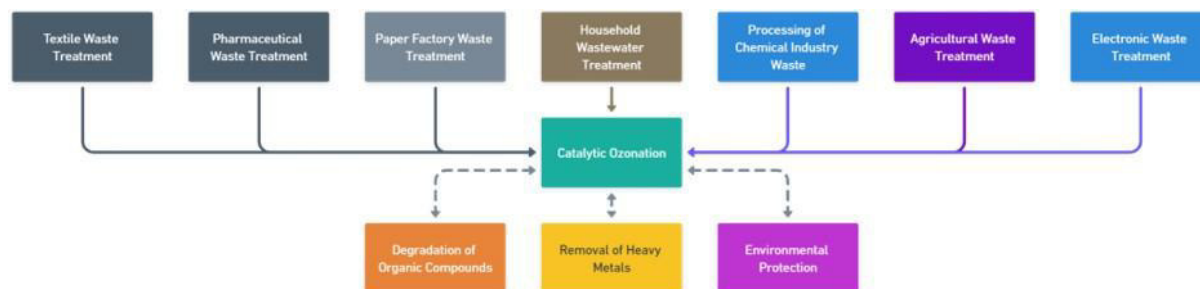 Textile Waste
Treatment
Pharmaceutical
Waste Treatment
Paper Factory Waste
Treatment
Household
Wastewater
Treatment
Processing of
Chemical Industry
Waste
Agricultural Waste
Treatment
Electronic Waste
Treatment
Catalytic Ozonation
Degradation of
Organic Compounds
Removal of Heavy
Metals
Environmental
Protection